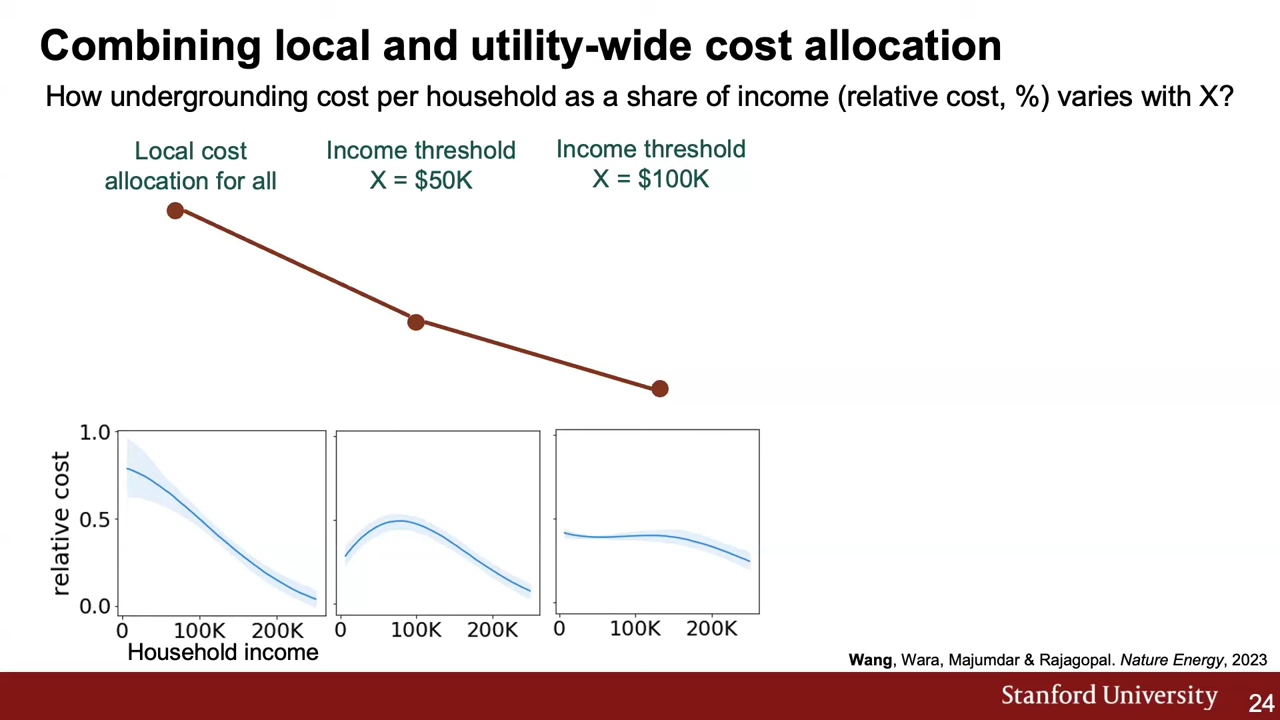 Combining local and utility-wide cost allocation
How undergrounding cost per household as a share of income (relative cost, %) varies with X?
Local cost
allocation for all
Income threshold
X = $50K
Income threshold
X = $100K
relative cost
1.0
0.5
0.0
0 100K 200K
0 100K 200K
0 100K 200K
Household income
Wang, Wara, Majumdar & Rajagopal. Nature Energy, 2023
Stanford University
24